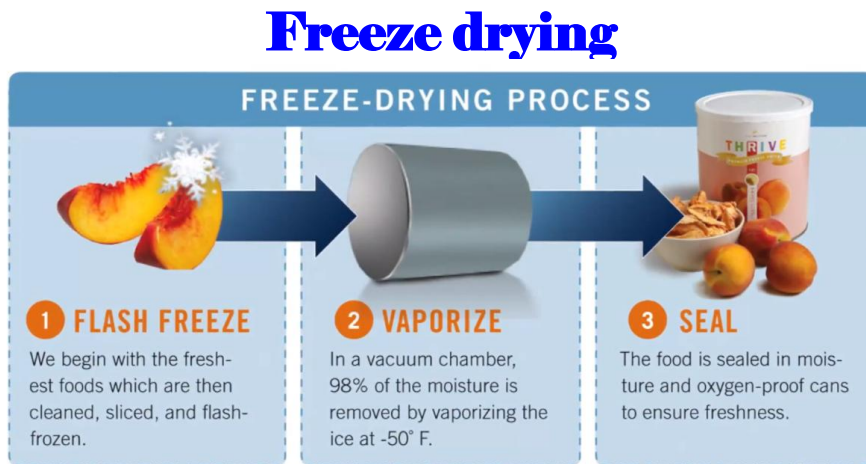 Freeze drying
FREEZE-DRYING PROCESS
THRIVE
1 FLASH FREEZE
We begin with the fresh-
est foods which are then
cleaned, sliced, and flash-
frozen.
2 VAPORIZE
In a vacuum chamber,
98% of the moisture is
removed by vaporizing the
ice at -50° F.
3 SEAL
The food is sealed in mois-
ture and oxygen-proof cans
to ensure freshness.